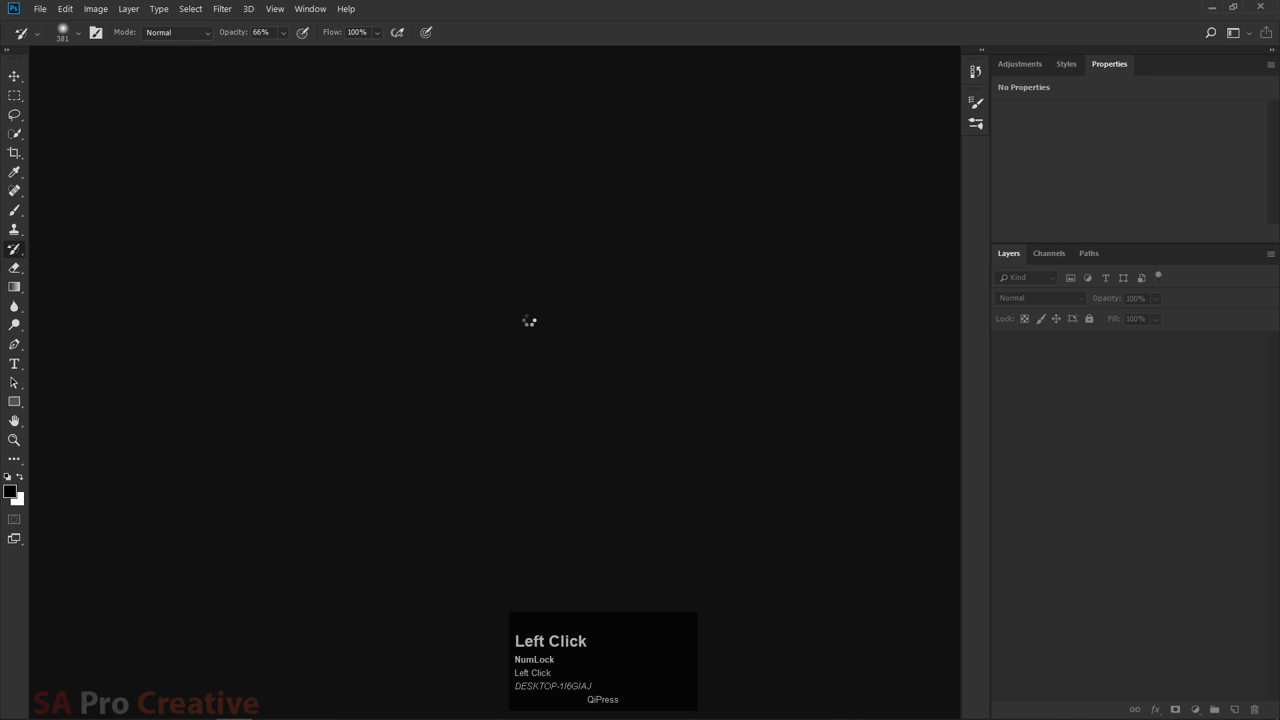 Ps File Edit Image Layer Type Select Filter 3D View Window Help
381 Mode: Normal Opacity: 66% Flow: 100%
Adjustments Styles Properties
No Properties
Layers Channels Paths
Kind
Normal Opacity: 100%
Lock: Fill: 100%
Left Click
NumLock
Left Click
DESKTOP-1I6GIAJ
QiPress
SA Pro Creative